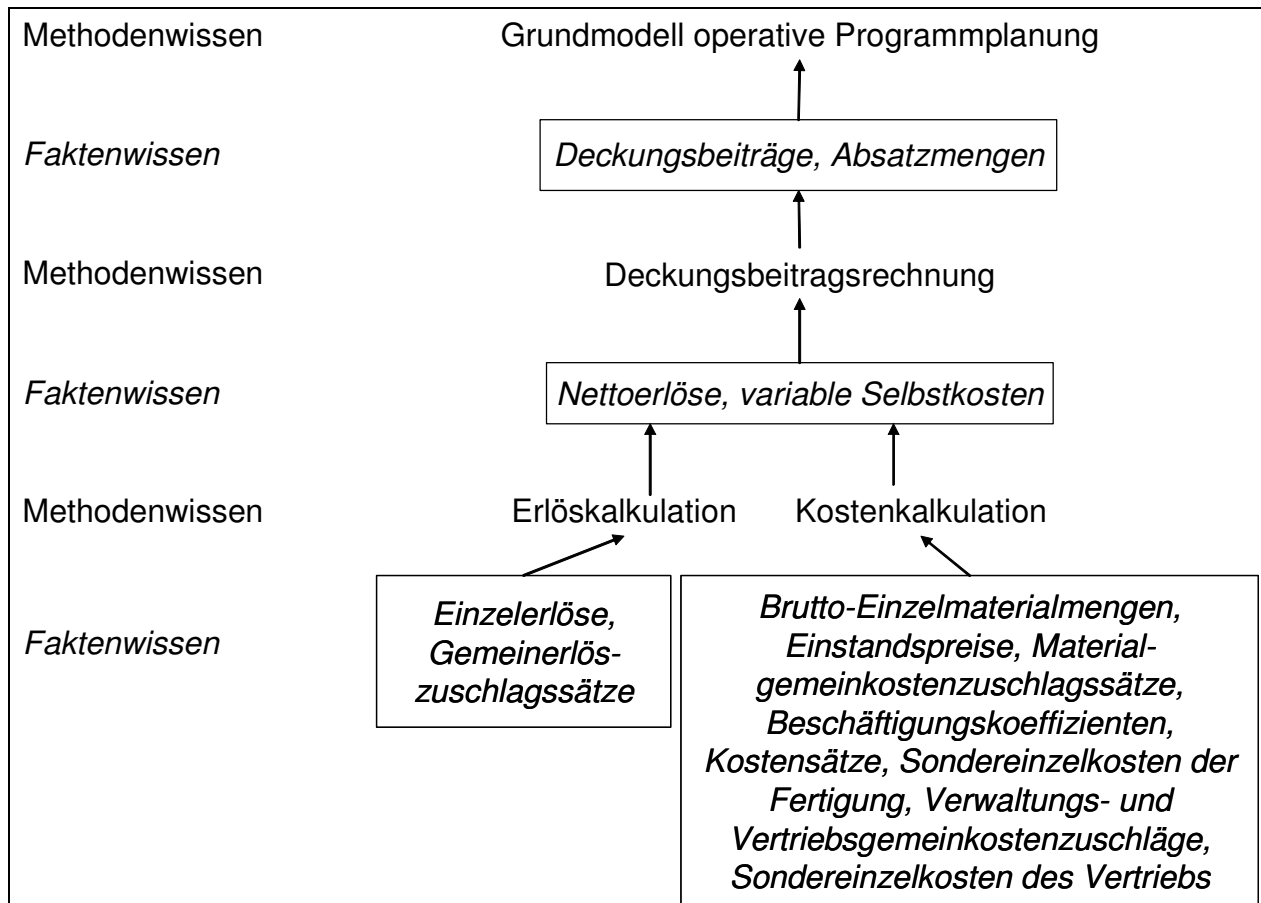 Methodenwissen
Grundmodell operative Programmplanung
Faktenwissen
Deckungsbeiträge, Absatzmengen
Methodenwissen
Deckungsbeitragsrechnung
Faktenwissen
Nettoerlöse, variable Selbstkosten
Methodenwissen
Erlöskalkulation
Kostenkalkulation
Faktenwissen
Einzelerlöse,
Gemeinerlös-
zuschlagssätze
Brutto-Einzelmaterialmengen,
Einstandspreise, Material-
gemeinkostenzuschlagssätze,
Beschäftigungskoeffizienten,
Kostensätze, Sondereinzelkosten der
Fertigung, Verwaltungs- und
Vertriebsgemeinkostenzuschläge,
Sondereinzelkosten des Vertriebs